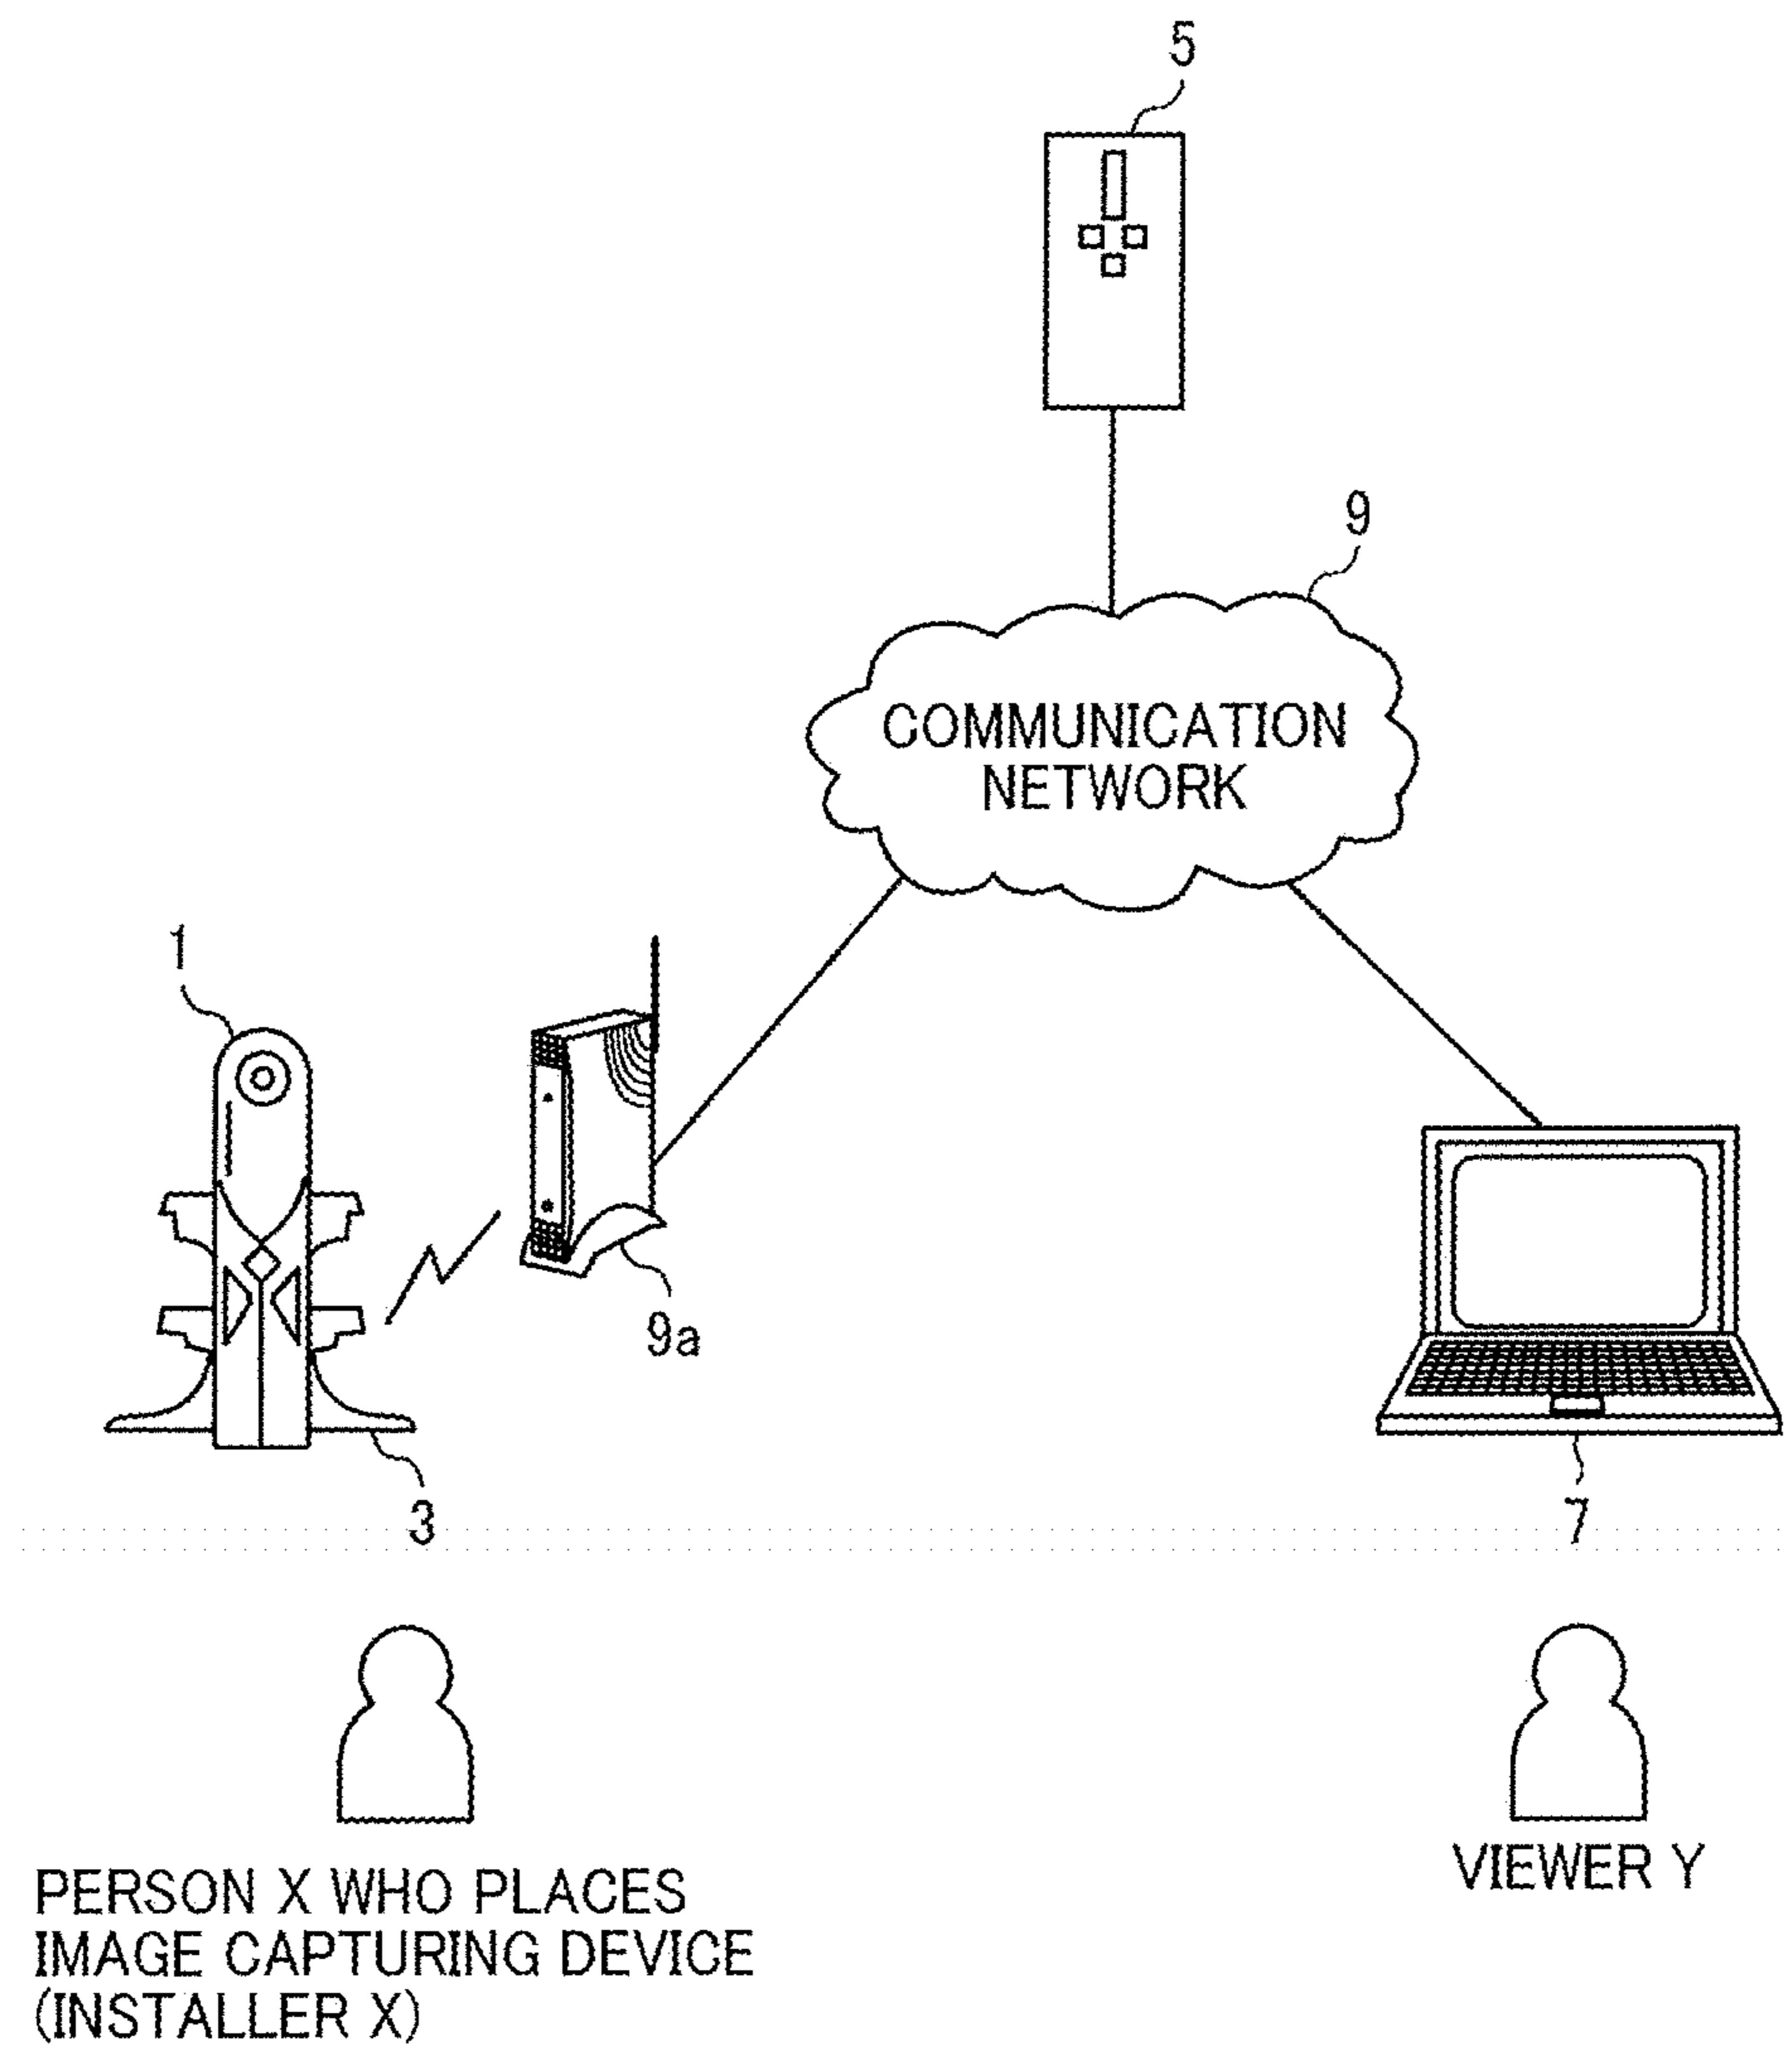 5
9
COMMUNICATION
NETWORK
1
9a
3
7
PERSON X WHO PLACES
IMAGE CAPTURING DEVICE
(INSTALLER X)
VIEWER Y